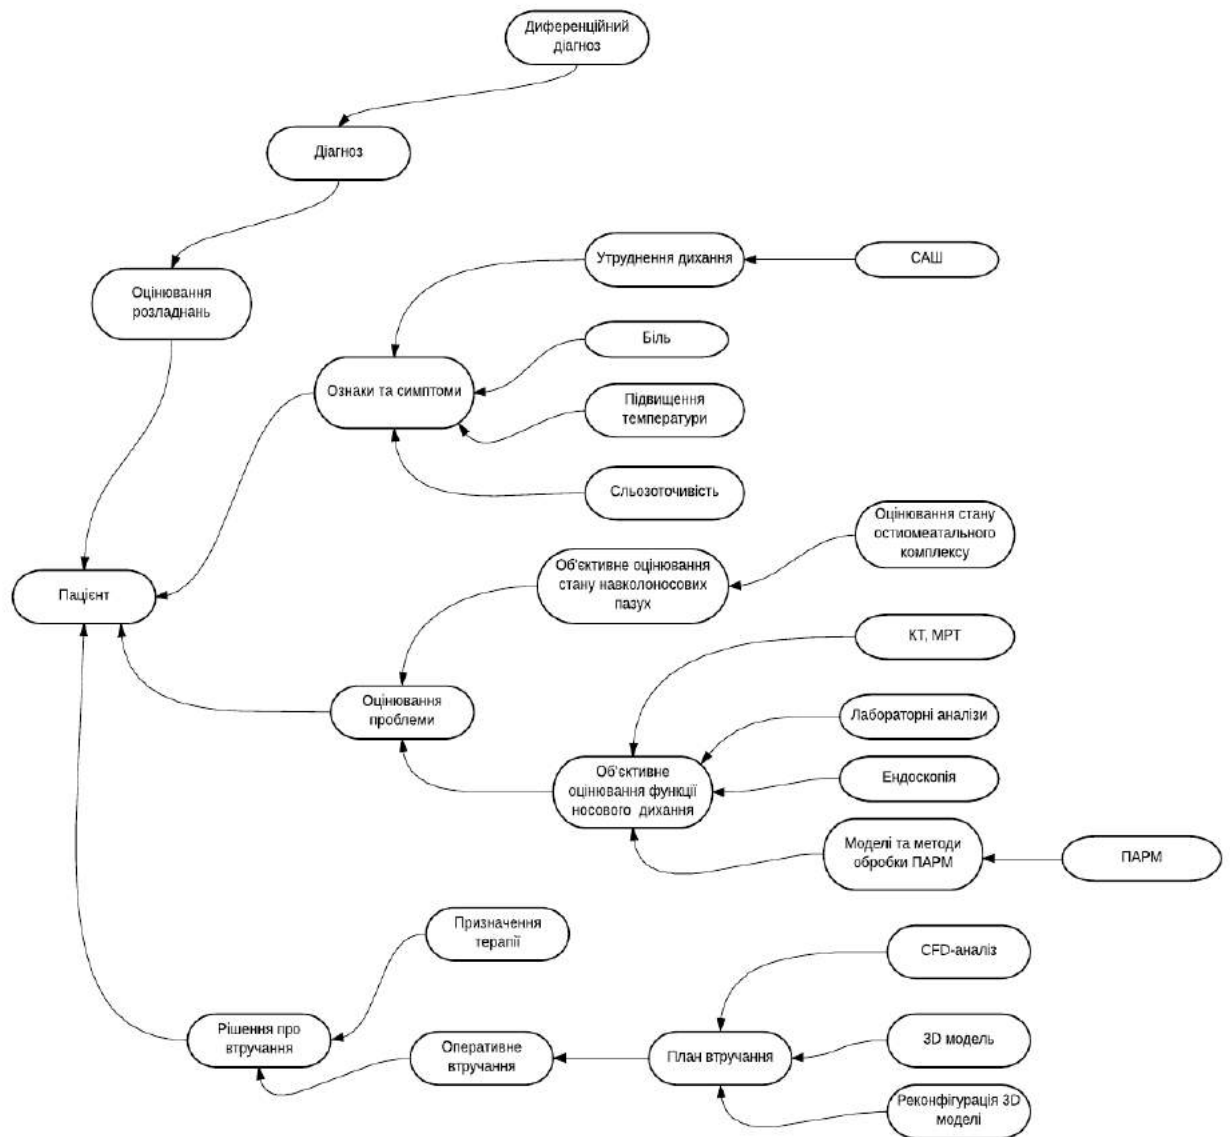 Диференційний
діагноз
Діагноз
Оцінювання
розладнань
Утруднення дихання
САШ
Біль
Ознаки та симптоми
Підвищення
температури
Сльозоточивість
Оцінювання стану
остиомеатального
комплексу
Об'єктивне оцінювання
стану навколоносових
пазух
Пацієнт
КТ, МРТ
Оцінювання
проблеми
Лабораторні аналізи
Об'єктивне
оцінювання функції
носового дихання
Ендоскопія
Моделі та методи
обробки ПАРМ
ПАРМ
Призначення
терапії
CFD-аналіз
Рішення про
втручання
Оперативне
втручання
План втручання
3D модель
Реконфігурація 3D
моделі